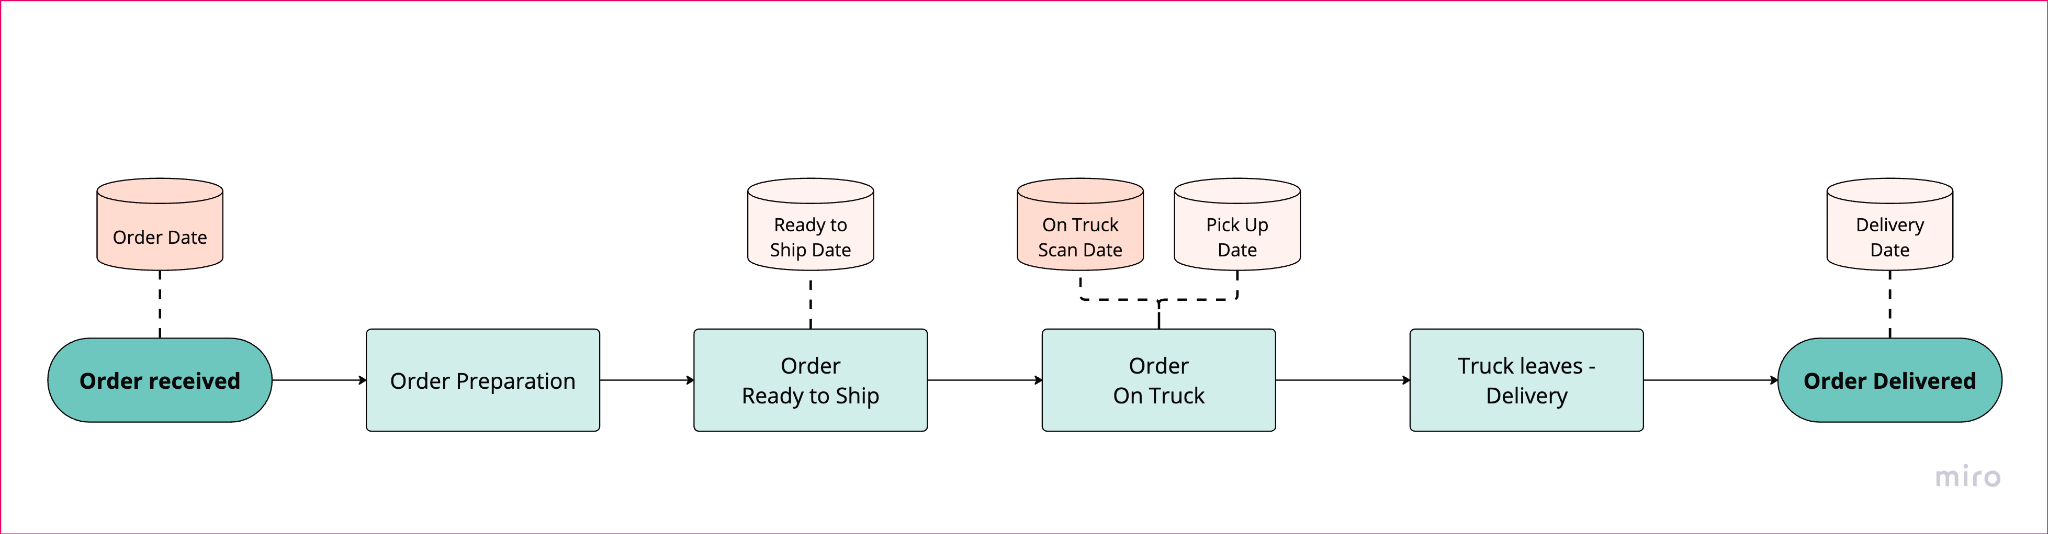 Order Date
Ready to
Ship Date
On Truck
Scan Date
Pick Up
Date
Delivery
Date
Order received
Order Preparation
Order
Ready to Ship
Order
On Truck
Truck leaves -
Delivery
Order Delivered
miro